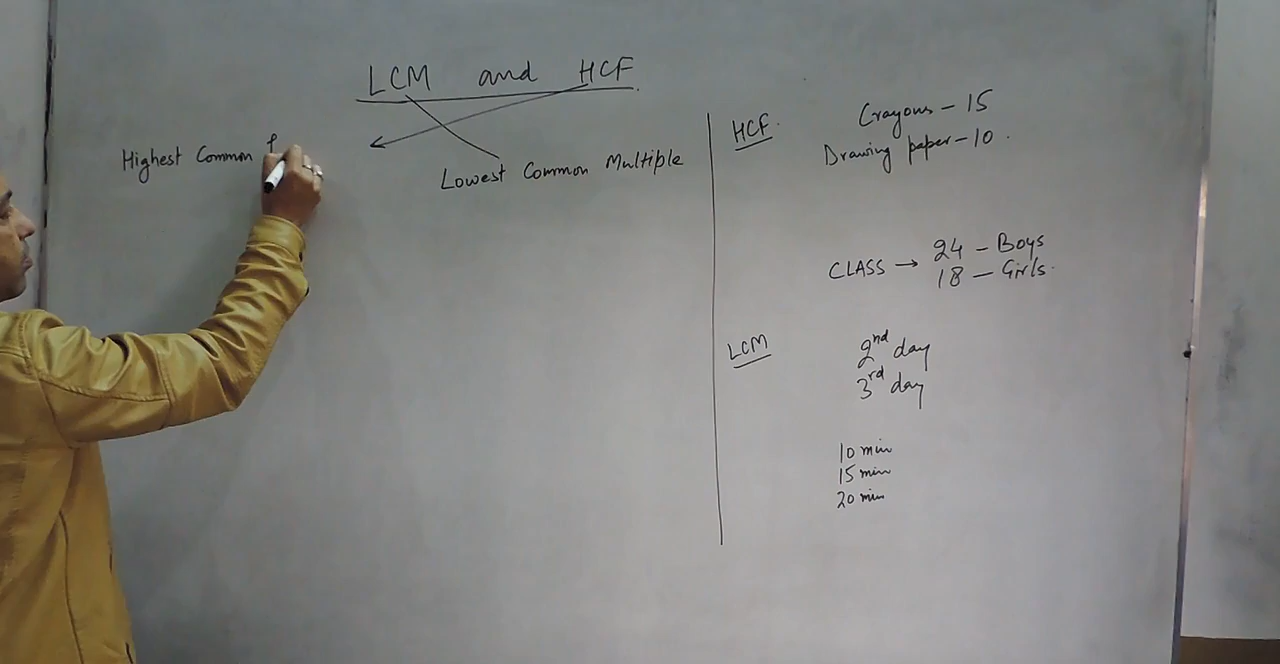 LCM and HCF
Highest Common f
Lowest Common Multiple
HCF.
Crayons - 15
Drawing paper - 10.
CLASS → 24 - Boys
18 - Girls.
LCM
2nd day
3rd day
10 min
15 min
20 min